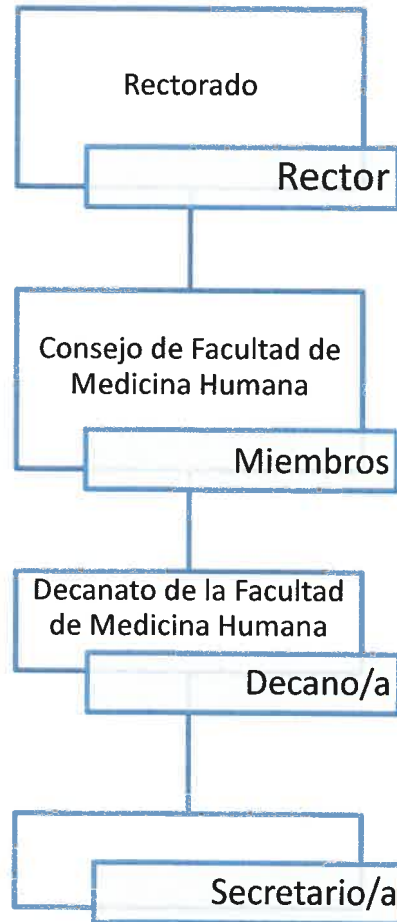 Rectorado
Rector
Consejo de Facultad de
Medicina Humana
Miembros
Decanato de la Facultad
de Medicina Humana
Decano/a
Secretario/a